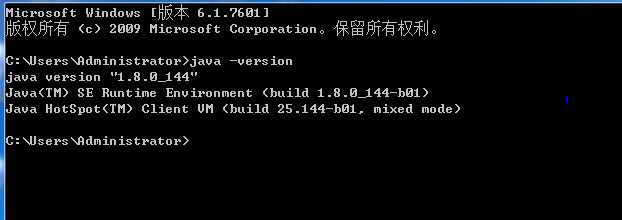 Microsoft Windows [版本 6.1.7601]
版权所有 (c) 2009 Microsoft Corporation。保留所有权利。
C:\Users\Administrator>java -version
java version "1.8.0_144"
Java(TM) SE Runtime Environment (build 1.8.0_144-b01)
Java HotSpot(TM) Client VM (build 25.144-b01, mixed mode)
C:\Users\Administrator>